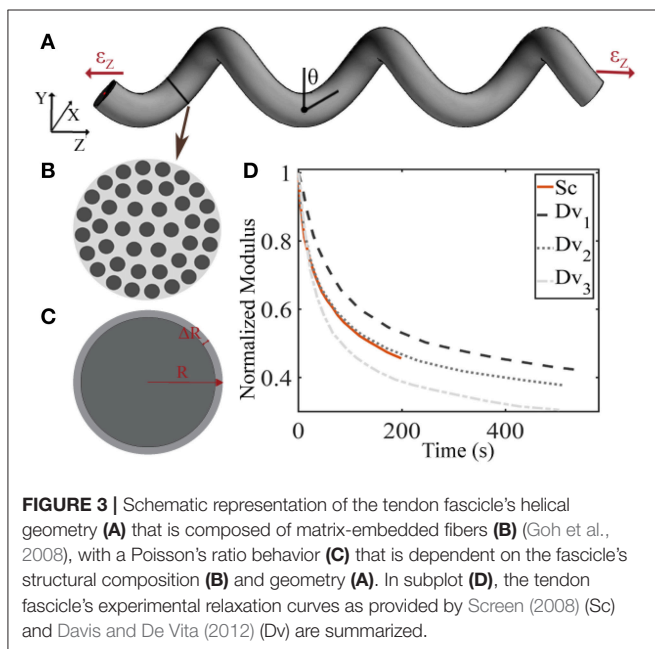 A
εZ
θ
εZ
Y
X
Z
B
D
1
0.8
0.6
0.4
Normalized Modulus
Sc
Dv1
Dv2
Dv3
C
ΔR
R
0
200
400
Time (s)
FIGURE 3 | Schematic representation of the tendon fascicle's helical
geometry (A) that is composed of matrix-embedded fibers (B) (Goh et al.,
2008), with a Poisson's ratio behavior (C) that is dependent on the fascicle's
structural composition (B) and geometry (A). In subplot (D), the tendon
fascicle's experimental relaxation curves as provided by Screen (2008) (Sc)
and Davis and De Vita (2012) (Dv) are summarized.